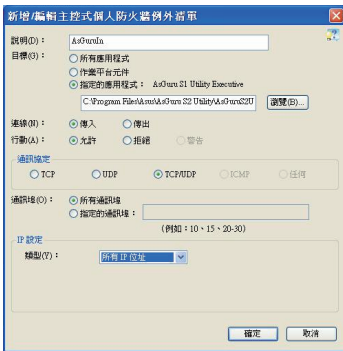 新增/編輯主控式個人防火牆例外清單
說明(D)： AsGuruIn
目標(G)： 所有應用程式
作業平台元件
指定的應用程式： AsGuru S1 Utility Executive
C:\Program Files\Asus\AsGuru S2 Utility\AsGuruS2U 瀏覽(B)...
連線(N)： 傳入 傳出
行動(A)： 允許 拒絕 警告
通訊協定
TCP UDP TCP/UDP ICMP 任何
通訊埠(O)： 所有通訊埠
指定的通訊埠：
(例如：10、15、20-30)
IP 設定
類型(Y)： 所有 IP 位址
確定 取消